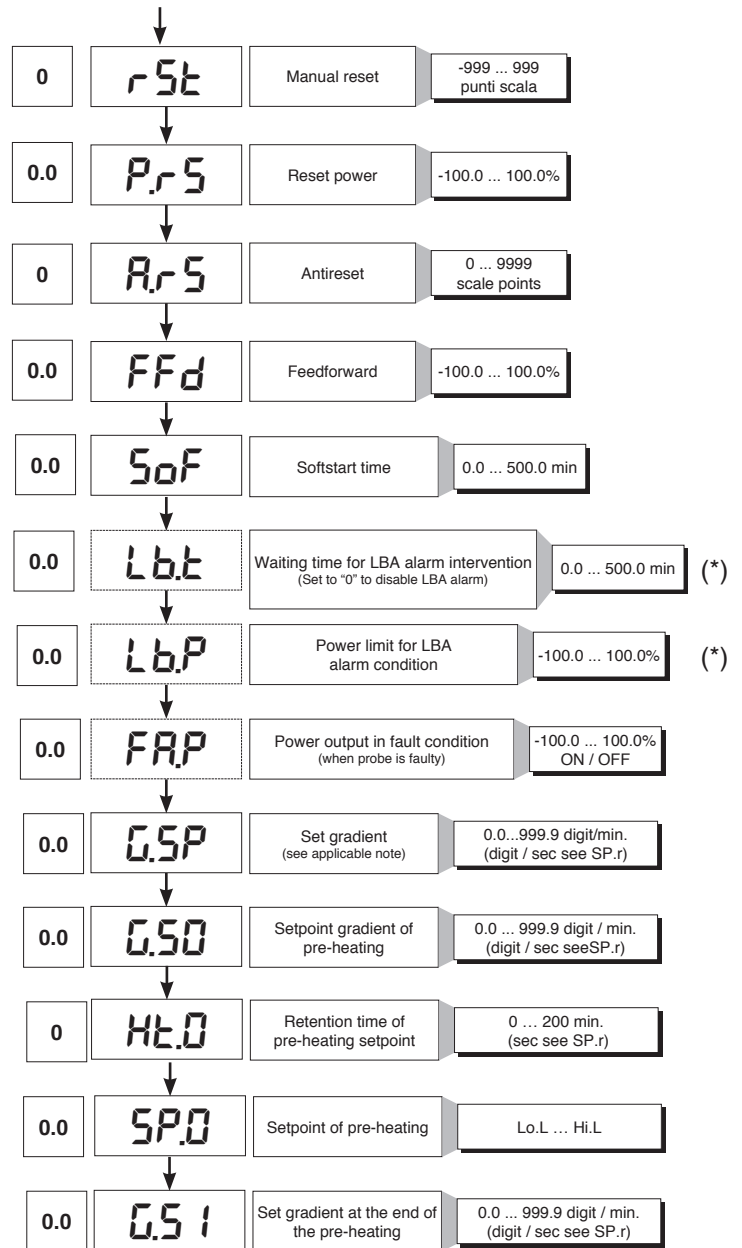 0
rSt
Manual reset
-999 ... 999
punti scala
0.0
P.rS
Reset power
-100.0 ... 100.0%
0
A.rS
Antireset
0 ... 9999
scale points
0.0
FFd
Feedforward
-100.0 ... 100.0%
0.0
SoF
Softstart time
0.0 ... 500.0 min
0.0
Lb.t
Waiting time for LBA alarm intervention
(Set to “0” to disable LBA alarm)
0.0 ... 500.0 min
(*)
0.0
Lb.P
Power limit for LBA
alarm condition
-100.0 ... 100.0%
(*)
0.0
FA.P
Power output in fault condition
(when probe is faulty)
-100.0 ... 100.0%
ON / OFF
0.0
G.SP
Set gradient
(see applicable note)
0.0...999.9 digit/min.
(digit / sec see SP.r)
0.0
G.S0
Setpoint gradient of
pre-heating
0.0 ... 999.9 digit / min.
(digit / sec seeSP.r)
0
Ht.0
Retention time of
pre-heating setpoint
0 … 200 min.
(sec see SP.r)
0.0
SP.0
Setpoint of pre-heating
Lo.L … Hi.L
0.0
G.S1
Set gradient at the end of
the pre-heating
0.0 ... 999.9 digit / min.
(digit / sec see SP.r)